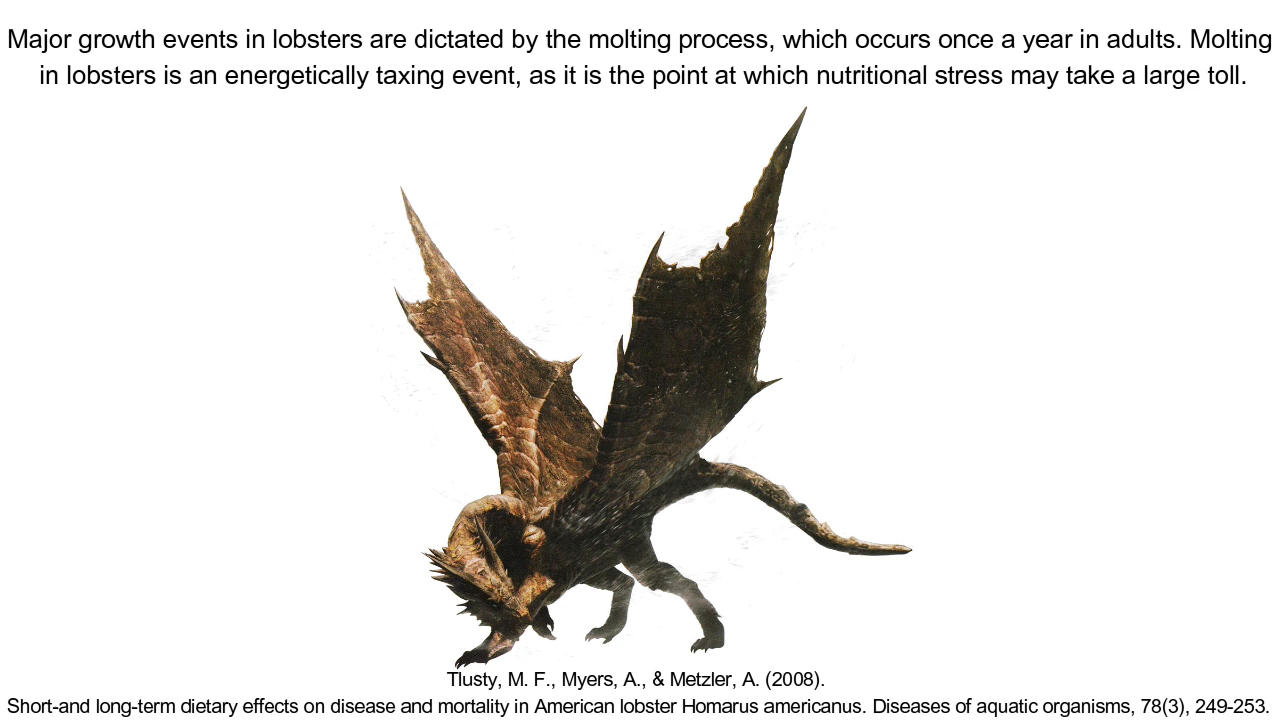 Major growth events in lobsters are dictated by the molting process, which occurs once a year in adults. Molting
in lobsters is an energetically taxing event, as it is the point at which nutritional stress may take a large toll.
Tlusty, M. F., Myers, A., & Metzler, A. (2008).
Short-and long-term dietary effects on disease and mortality in American lobster Homarus americanus. Diseases of aquatic organisms, 78(3), 249-253.